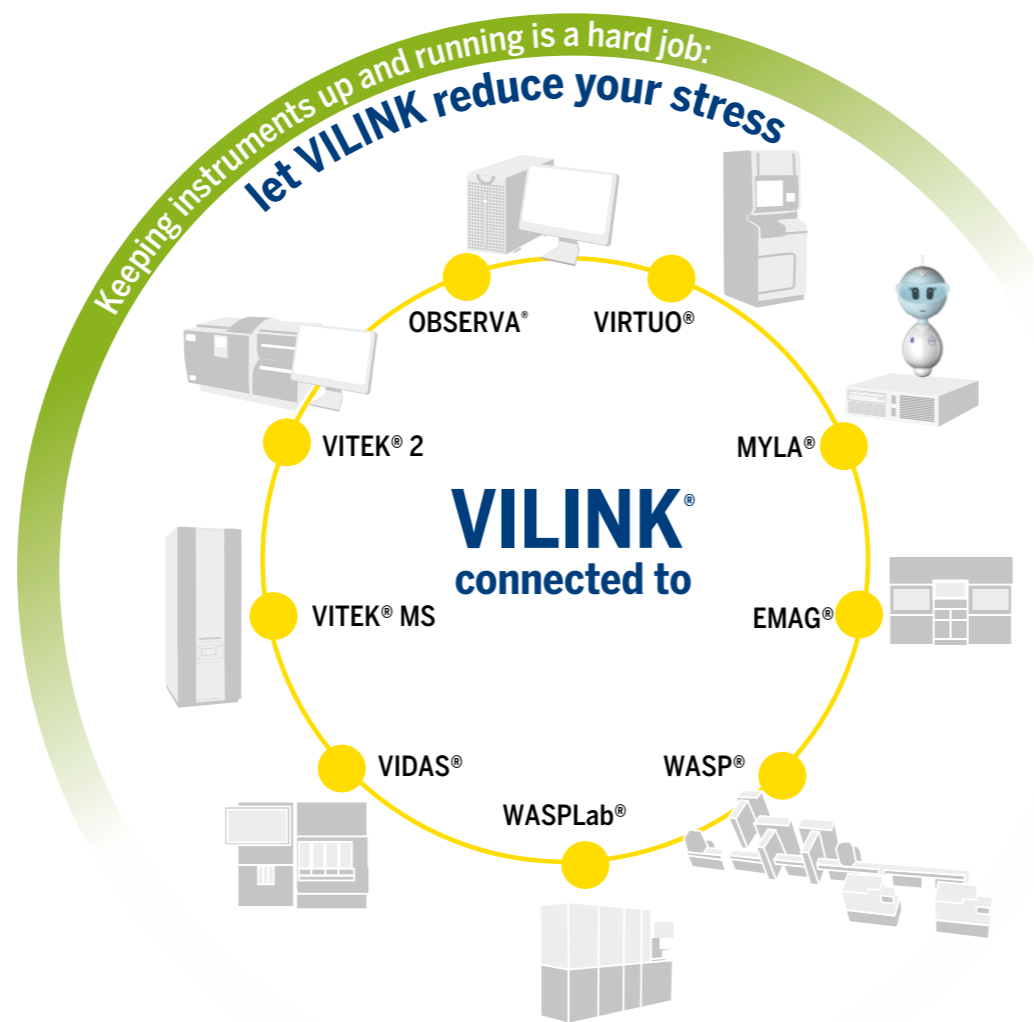 Keeping instruments up and running is a hard job:
let VILINK reduce your stress
OBSERVA®
VIRTUO®
VITEK® 2
MYLA®
VILINK®
connected to
VITEK® MS
EMAG®
VIDAS®
WASP®
WASPLab®